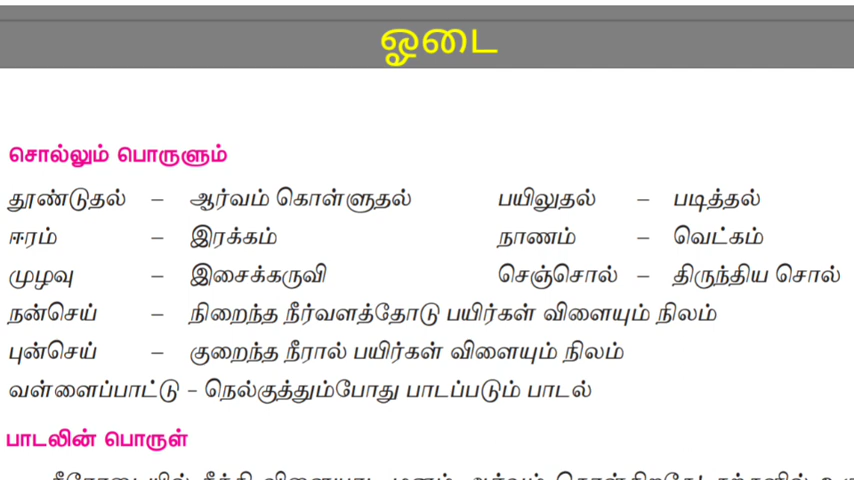 ஓடை
சொல்லும் பொருளும்
தூண்டுதல் – ஆர்வம் கொள்ளுதல் பயிலுதல் – படித்தல்
ஈரம் – இரக்கம் நாணம் – வெட்கம்
முழவு – இசைக்கருவி செஞ்சொல் – திருந்திய சொல்
நன்செய் – நிறைந்த நீர்வளத்தோடு பயிர்கள் விளையும் நிலம்
புன்செய் – குறைந்த நீரால் பயிர்கள் விளையும் நிலம்
வள்ளைப்பாட்டு – நெல்குத்தும்போது பாடப்படும் பாடல்
பாடலின் பொருள்